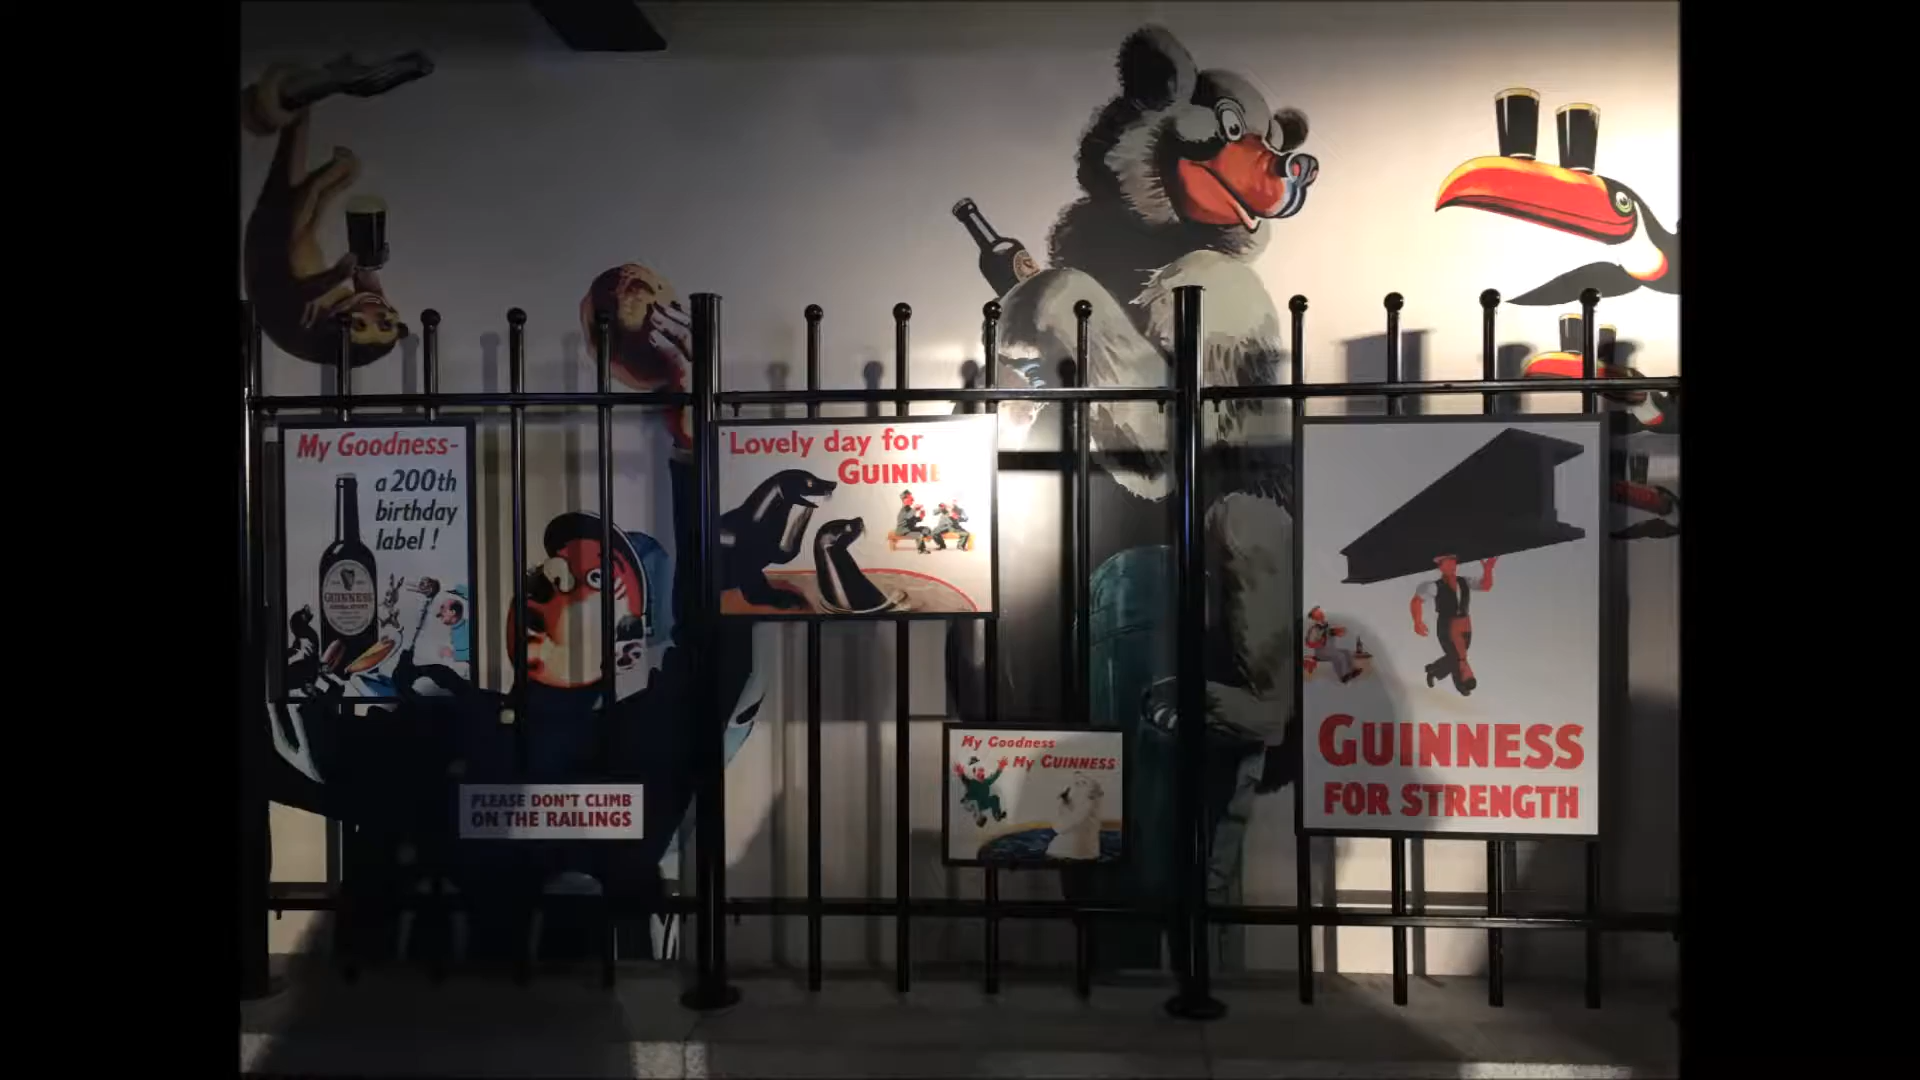 My Goodness-
a 200th
birthday
label!
GUINNESS
Lovely day for
GUINNE
PLEASE DON'T CLIMB
ON THE RAILINGS
My Goodness
My GUINNESS
GUINNESS
FOR STRENGTH